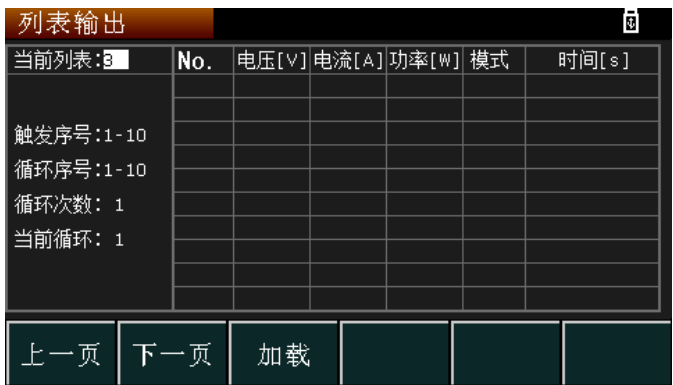 列表输出
当前列表:3
No. 电压[V] 电流[A] 功率[W] 模式 时间[s]
触发序号:1-10
循环序号:1-10
循环次数: 1
当前循环: 1
上一页 下一页 加载